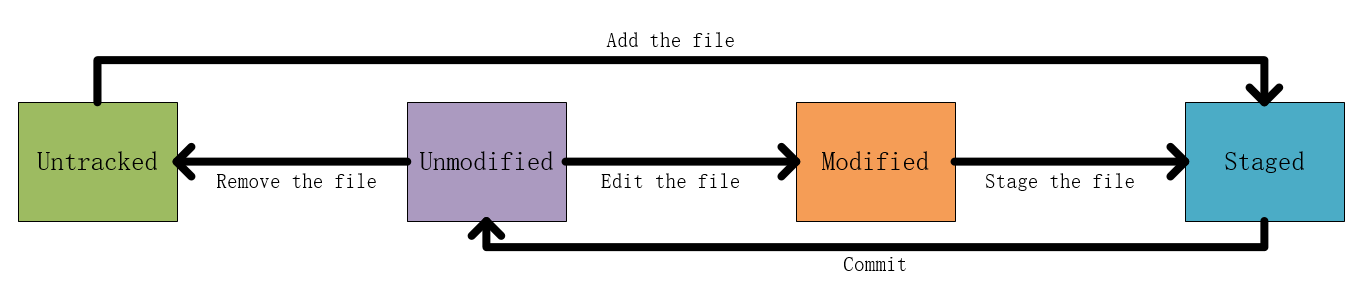 Add the file
Untracked
Unmodified
Modified
Staged
Remove the file
Edit the file
Stage the file
Commit